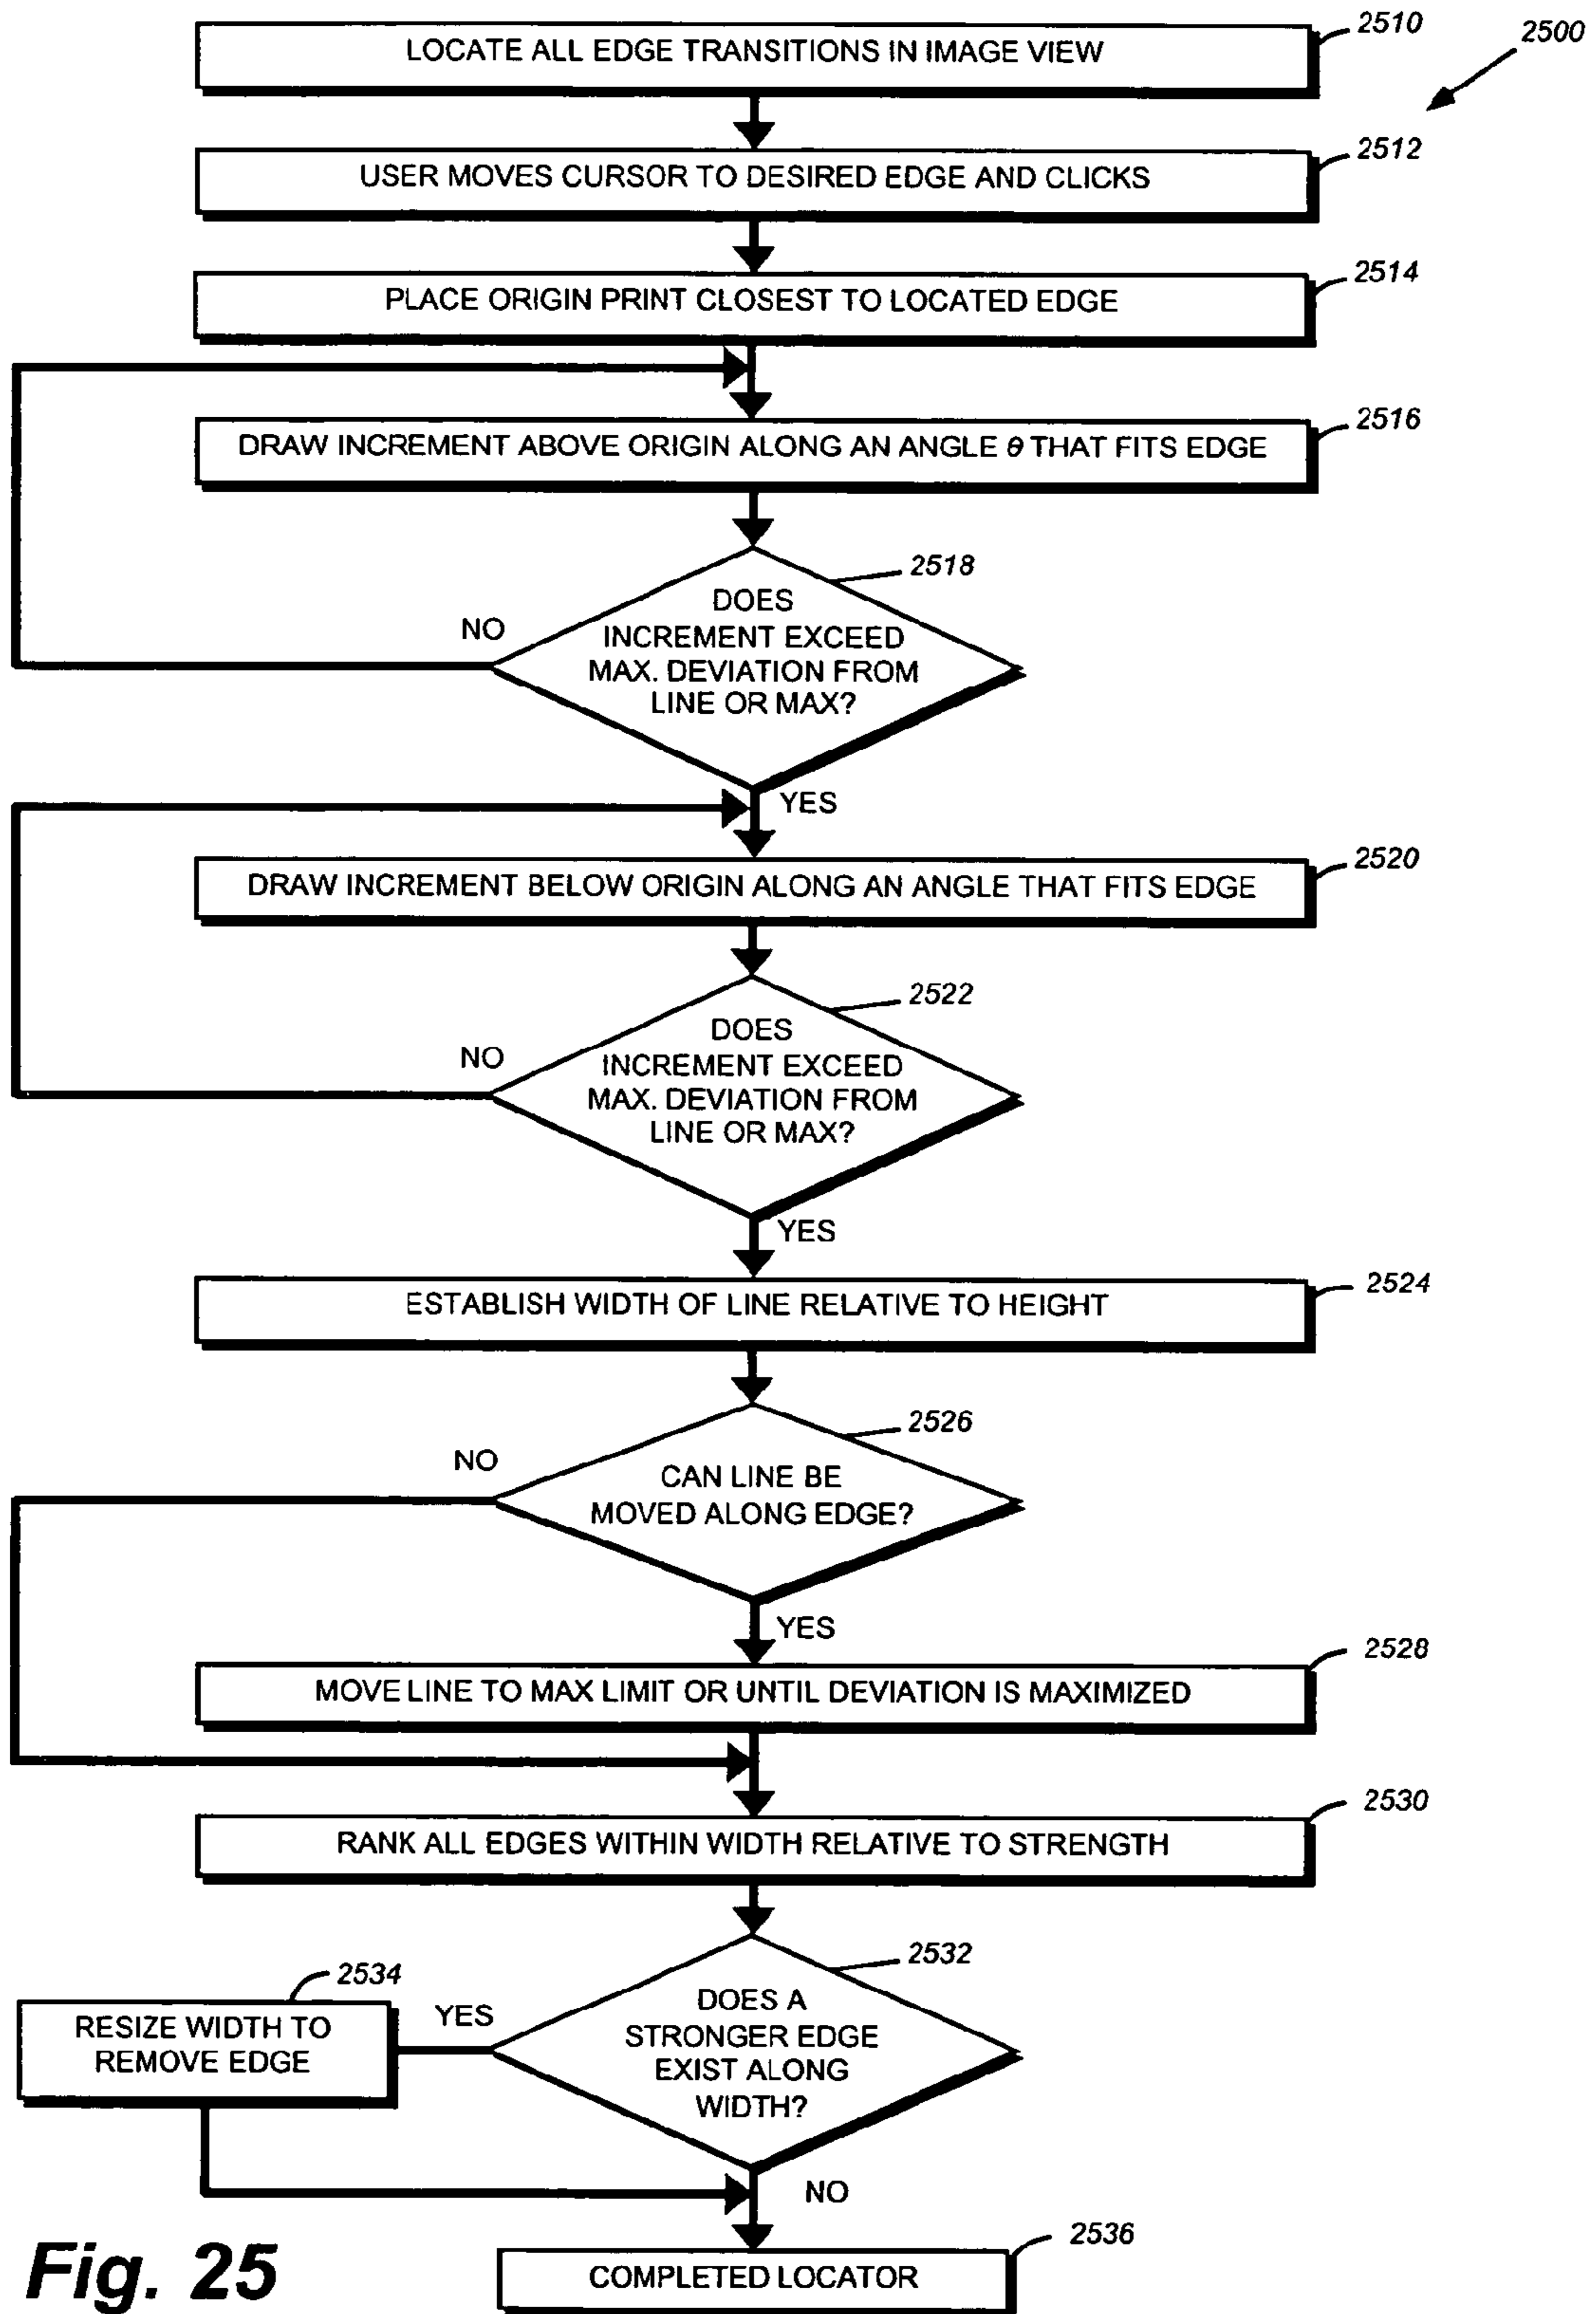 2510
2500
LOCATE ALL EDGE TRANSITIONS IN IMAGE VIEW
2512
USER MOVES CURSOR TO DESIRED EDGE AND CLICKS
2514
PLACE ORIGIN PRINT CLOSEST TO LOCATED EDGE
2516
DRAW INCREMENT ABOVE ORIGIN ALONG AN ANGLE θ THAT FITS EDGE
2518
DOES
INCREMENT EXCEED
MAX. DEVIATION FROM
LINE OR MAX?
NO
YES
2520
DRAW INCREMENT BELOW ORIGIN ALONG AN ANGLE THAT FITS EDGE
2522
DOES
INCREMENT EXCEED
MAX. DEVIATION FROM
LINE OR MAX?
NO
YES
2524
ESTABLISH WIDTH OF LINE RELATIVE TO HEIGHT
2526
CAN LINE BE
MOVED ALONG EDGE?
NO
YES
2528
MOVE LINE TO MAX LIMIT OR UNTIL DEVIATION IS MAXIMIZED
2530
RANK ALL EDGES WITHIN WIDTH RELATIVE TO STRENGTH
2532
DOES A
STRONGER EDGE
EXIST ALONG
WIDTH?
YES
2534
RESIZE WIDTH TO
REMOVE EDGE
NO
2536
COMPLETED LOCATOR
Fig. 25